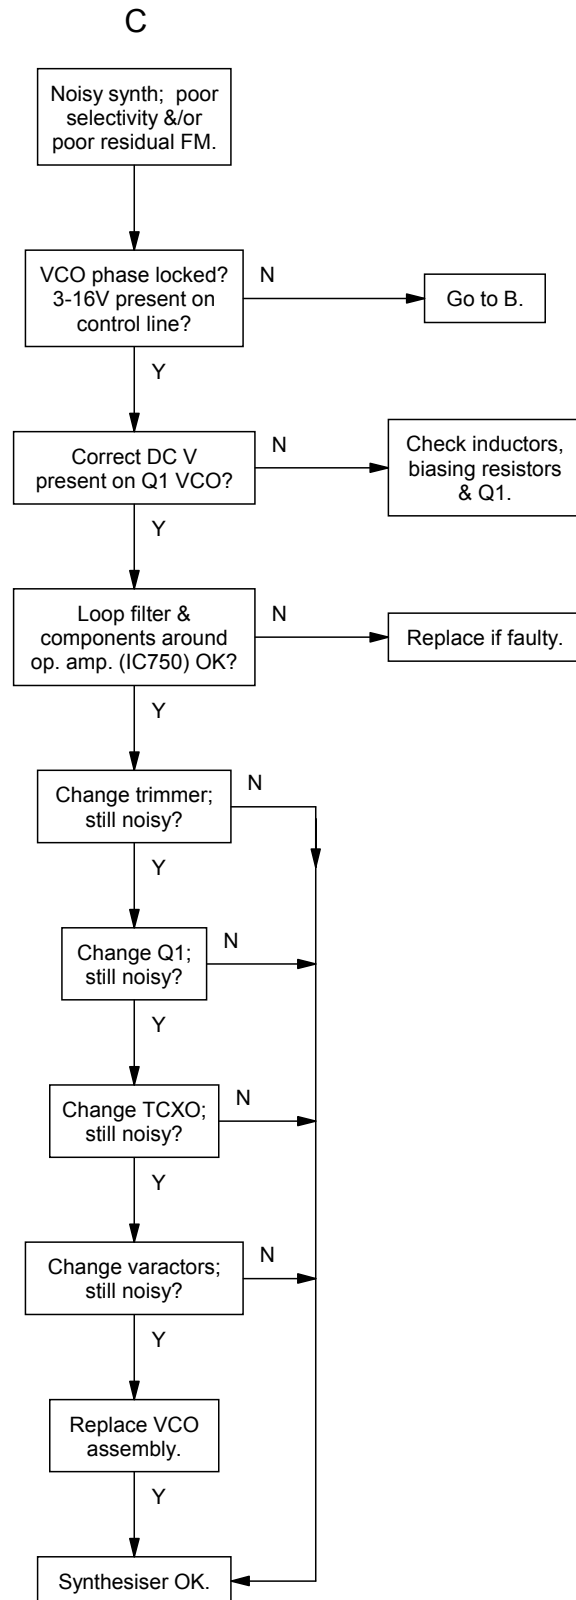 C
Noisy synth; poor
selectivity &/or
poor residual FM.
VCO phase locked?
3-16V present on
control line?
N
Go to B.
Y
Correct DC V
present on Q1 VCO?
N
Check inductors,
biasing resistors
& Q1.
Y
Loop filter &
components around
op. amp. (IC750) OK?
N
Replace if faulty.
Y
Change trimmer;
still noisy?
N
Y
Change Q1;
still noisy?
N
Y
Change TCXO;
still noisy?
N
Y
Change varactors;
still noisy?
N
Y
Replace VCO
assembly.
Y
Synthesiser OK.